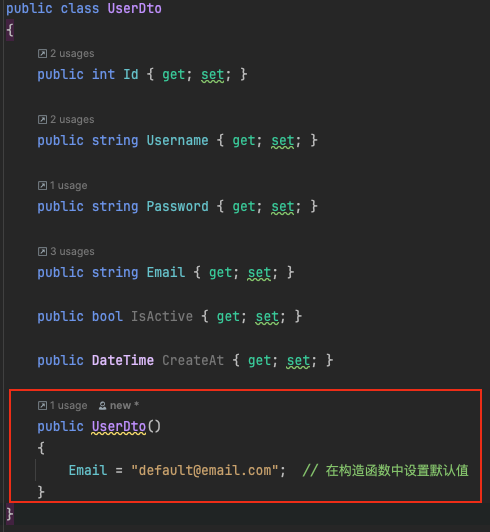 public class UserDto
{
2 usages
public int Id { get; set; }
2 usages
public string Username { get; set; }
1 usage
public string Password { get; set; }
3 usages
public string Email { get; set; }
public bool IsActive { get; set; }
public DateTime CreateAt { get; set; }
1 usage new *
public UserDto()
{
Email = "default@email.com"; // 在构造函数中设置默认值
}
}